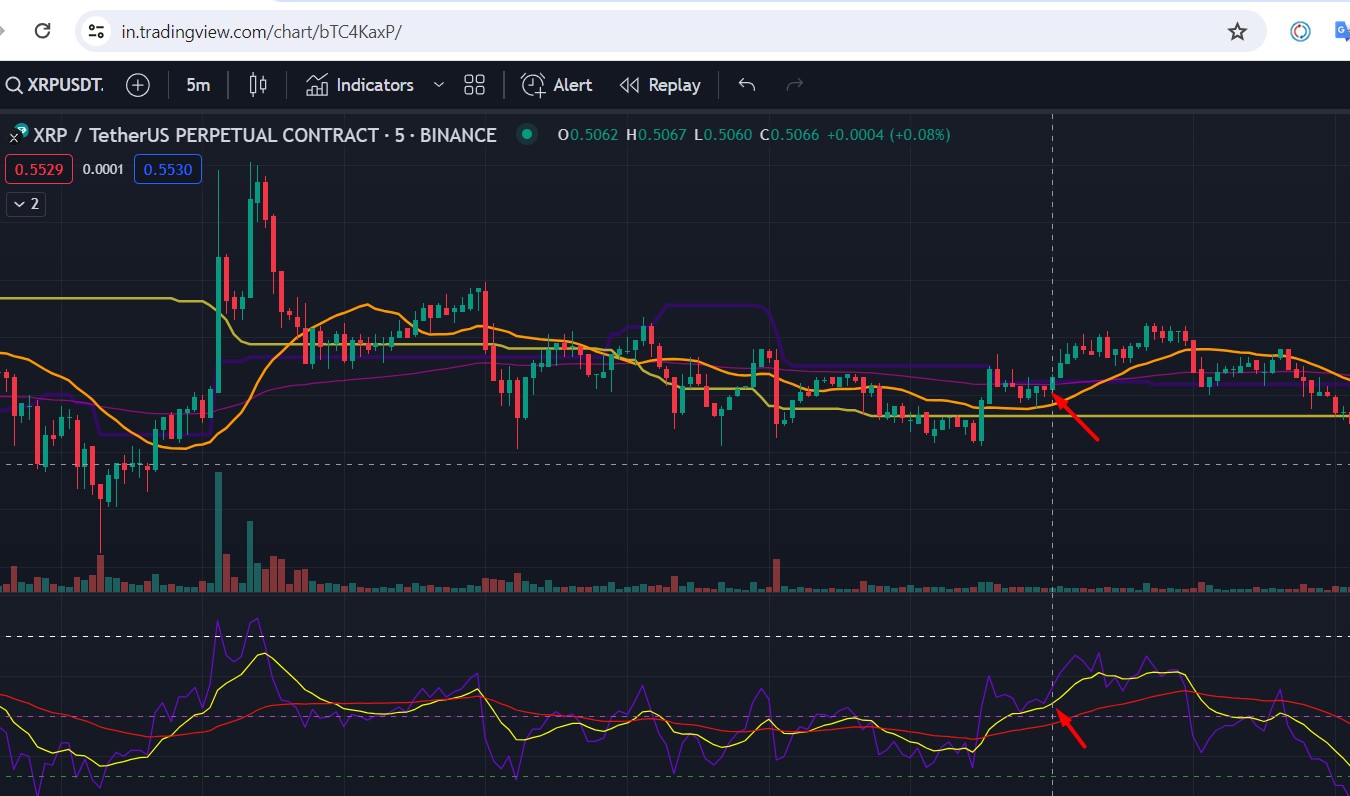 in.tradingview.com/chart/bTC4KaxP/
XRPUSDT. 5m Indicators Alert Replay
XRP / TetherUS PERPETUAL CONTRACT · 5 · BINANCE O0.5062 H0.5067 L0.5060 C0.5066 +0.0004 (+0.08%)
0.5529 0.0001 0.5530
2